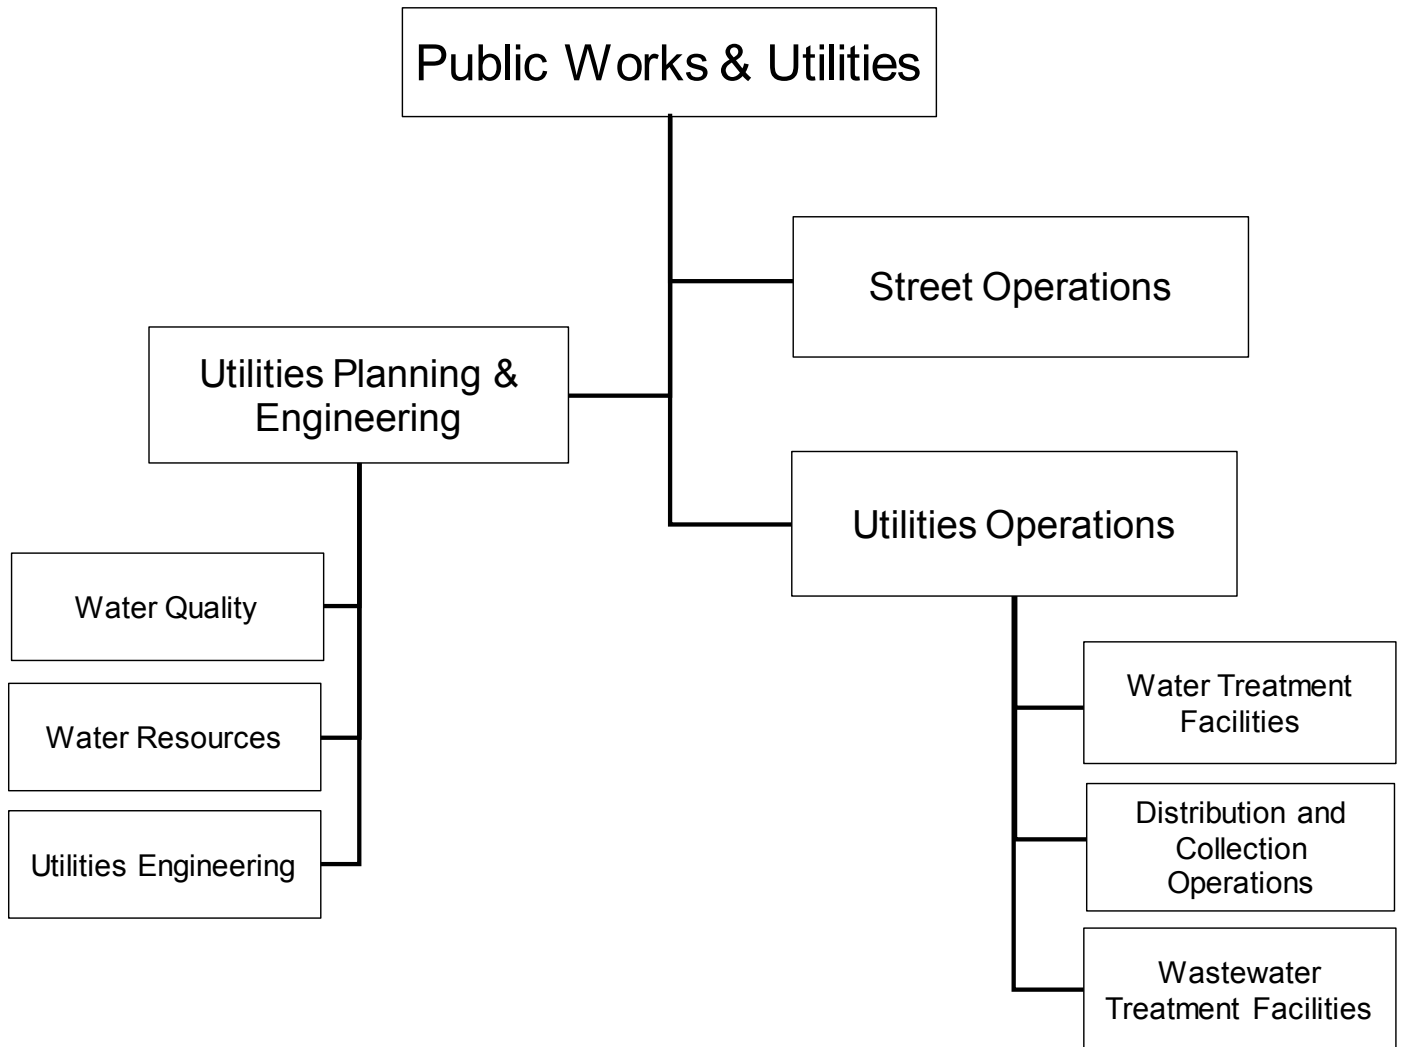 Public Works & Utilities
Street Operations
Utilities Planning &
Engineering
Utilities Operations
Water Quality
Water Resources
Utilities Engineering
Water Treatment
Facilities
Distribution and
Collection
Operations
Wastewater
Treatment Facilities